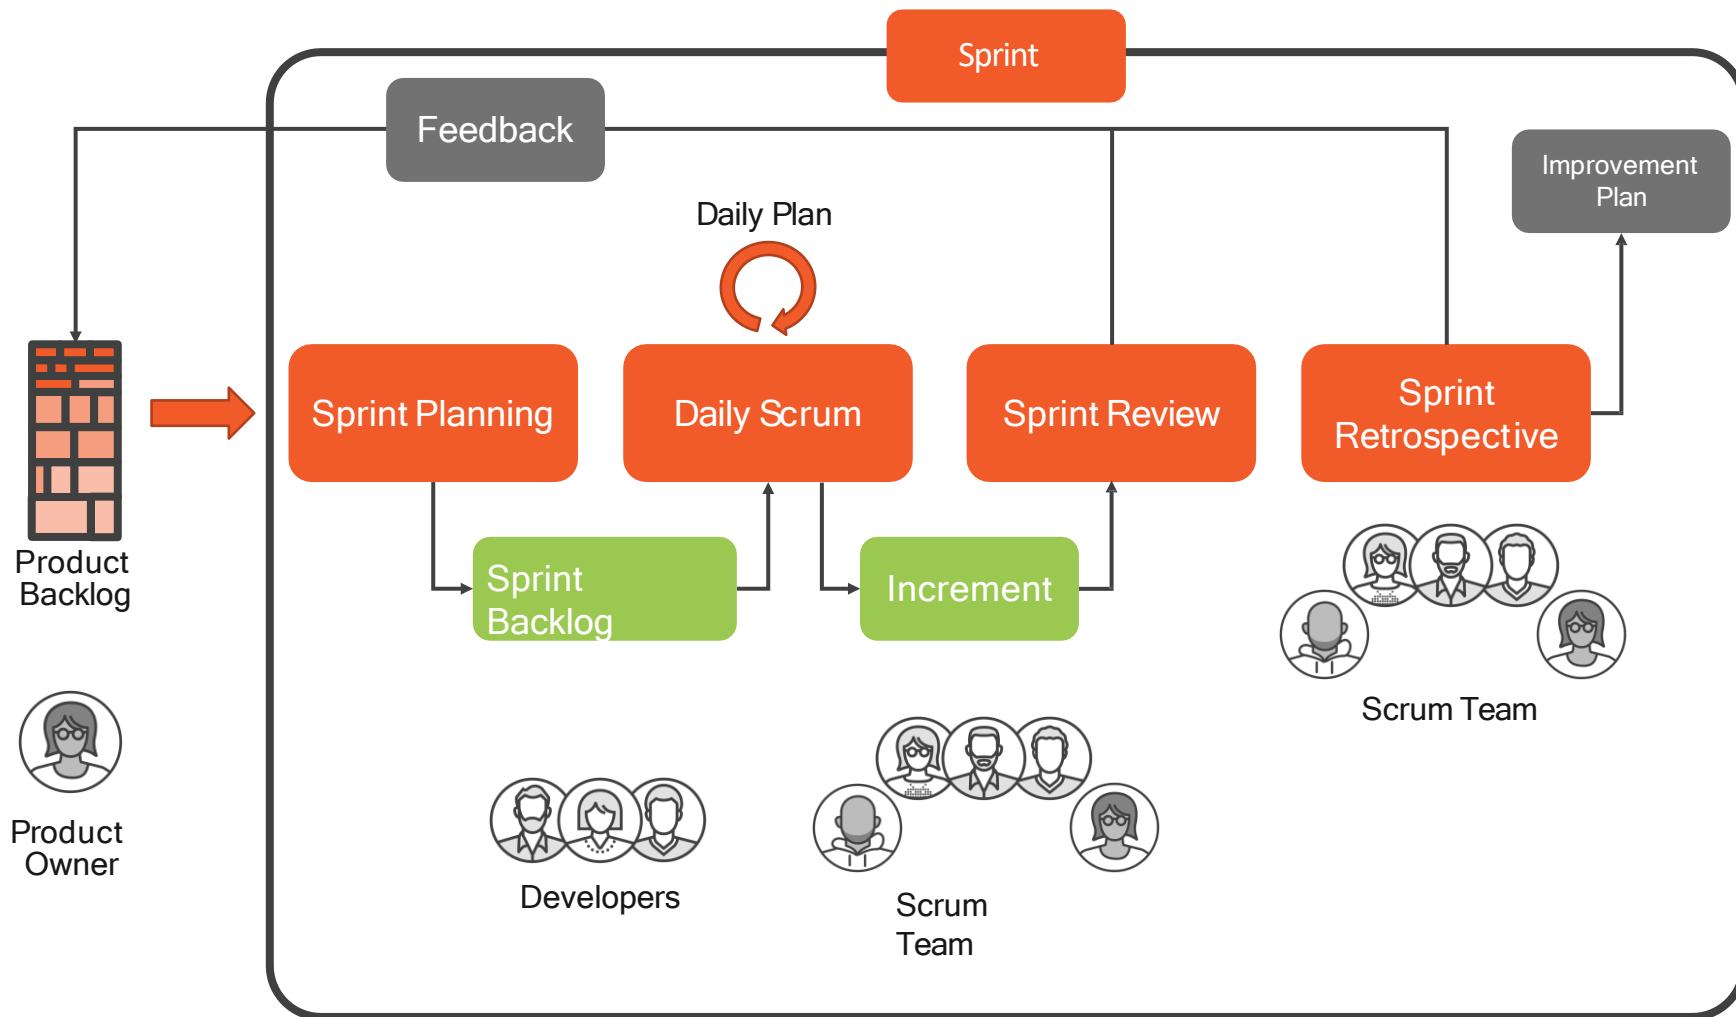 Sprint
Feedback
Improvement
Plan
Daily Plan
Sprint Planning
Daily Scrum
Sprint Review
Sprint
Retrospective
Product
Backlog
Sprint
Backlog
Increment
Scrum Team
Product
Owner
Developers
Scrum
Team